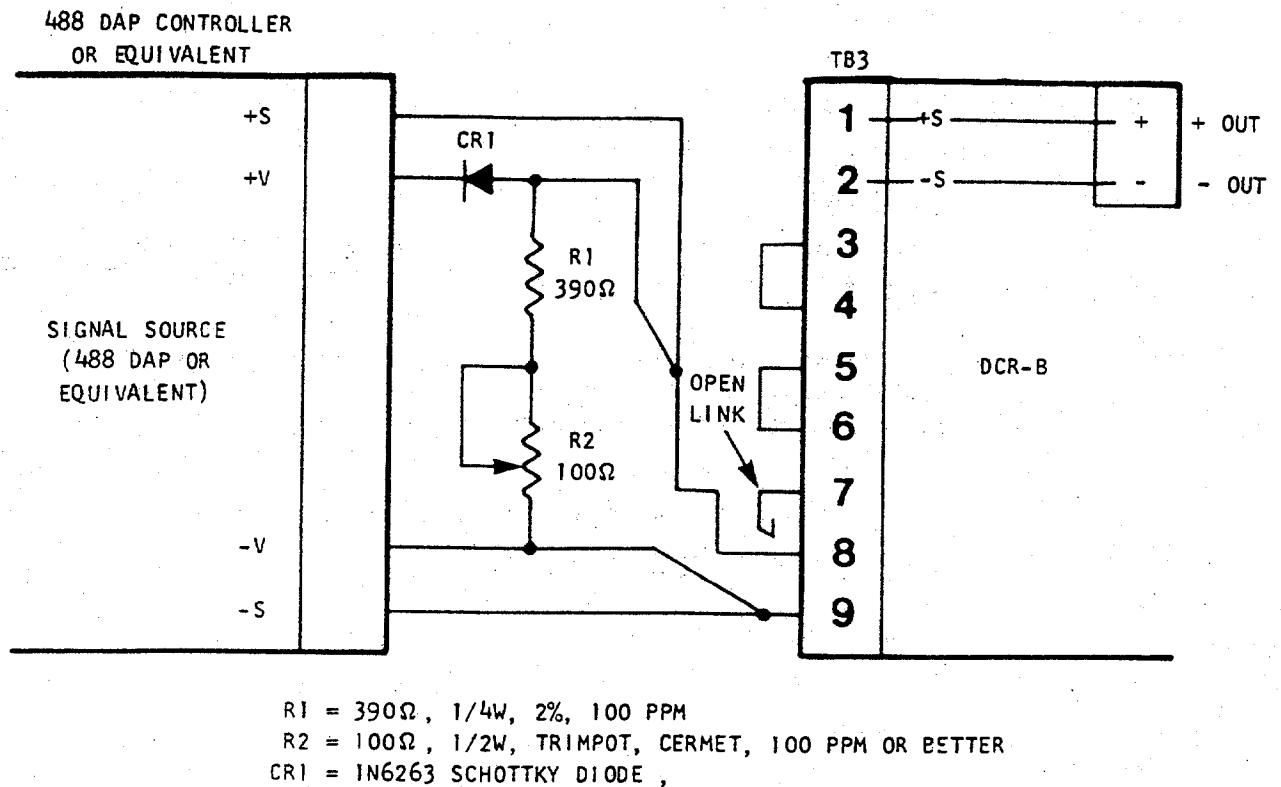 488 DAP CONTROLLER
OR EQUIVALENT
TB3
+S
1
+S
+
+ OUT
CR1
+V
2
-S
-
- OUT
3
R1
390Ω
4
SIGNAL SOURCE
(488 DAP OR
EQUIVALENT)
5
DCR-B
OPEN
LINK
6
R2
100Ω
7
-V
8
-S
9
R1 = 390Ω, 1/4W, 2%, 100 PPM
R2 = 100Ω, 1/2W, TRIMPOT, CERMET, 100 PPM OR BETTER
CR1 = 1N6263 SCHOTTKY DIODE ,